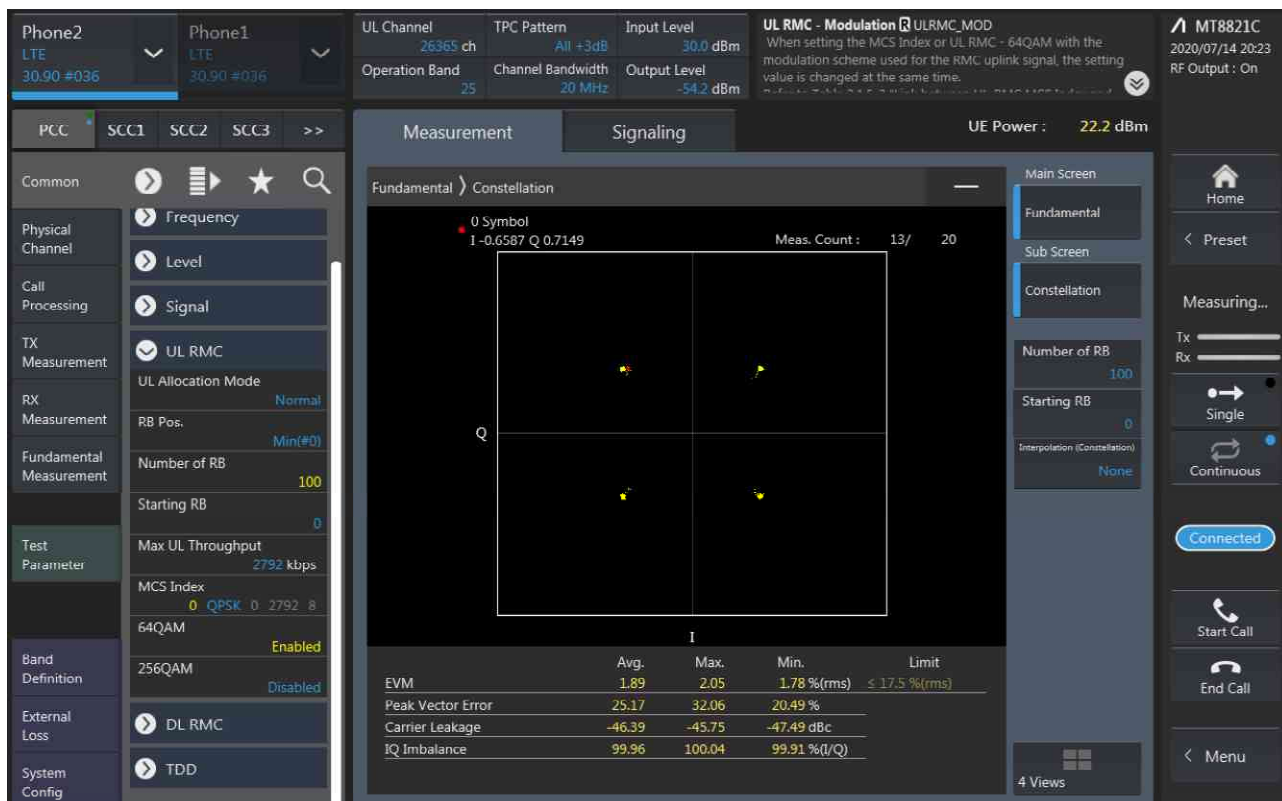 Phone2
LTE
30.90 #036
Phone1
LTE
30.90 #036
UL Channel
26365 ch
Operation Band
25
TPC Pattern
All +3dB
Channel Bandwidth
20 MHz
Input Level
30.0 dBm
Output Level
-54.2 dBm
UL RMC - Modulation R ULRMC_MOD
When setting the MCS Index or UL RMC - 64QAM with the
modulation scheme used for the RMC uplink signal, the setting
value is changed at the same time.
MT8821C
2020/07/14 20:23
RF Output : On
PCC SCC1 SCC2 SCC3 >>
Measurement
Signaling
UE Power : 22.2 dBm
Common
Physical
Channel
Call
Processing
TX
Measurement
RX
Measurement
Fundamental
Measurement
Test
Parameter
Band
Definition
External
Loss
System
Config
Frequency
Level
Signal
UL RMC
UL Allocation Mode
Normal
RB Pos.
Min(#0)
Number of RB
100
Starting RB
0
Max UL Throughput
2792 kbps
MCS Index
0 QPSK 0 2792 8
64QAM
Enabled
256QAM
Disabled
DL RMC
TDD
Fundamental ⟩ Constellation
0 Symbol
I -0.6587 Q 0.7149
Meas. Count : 13/ 20
Q
I
Avg. Max. Min. Limit
EVM 1.89 2.05 1.78 %(rms) ≤ 17.5 %(rms)
Peak Vector Error 25.17 32.06 20.49 %
Carrier Leakage -46.39 -45.75 -47.49 dBc
IQ Imbalance 99.96 100.04 99.91 %(I/Q)
Main Screen
Fundamental
Sub Screen
Constellation
Number of RB
100
Starting RB
0
Interpolation (Constellation)
None
4 Views
Home
< Preset
Measuring...
Tx
Rx
Single
Continuous
Connected
Start Call
End Call
< Menu